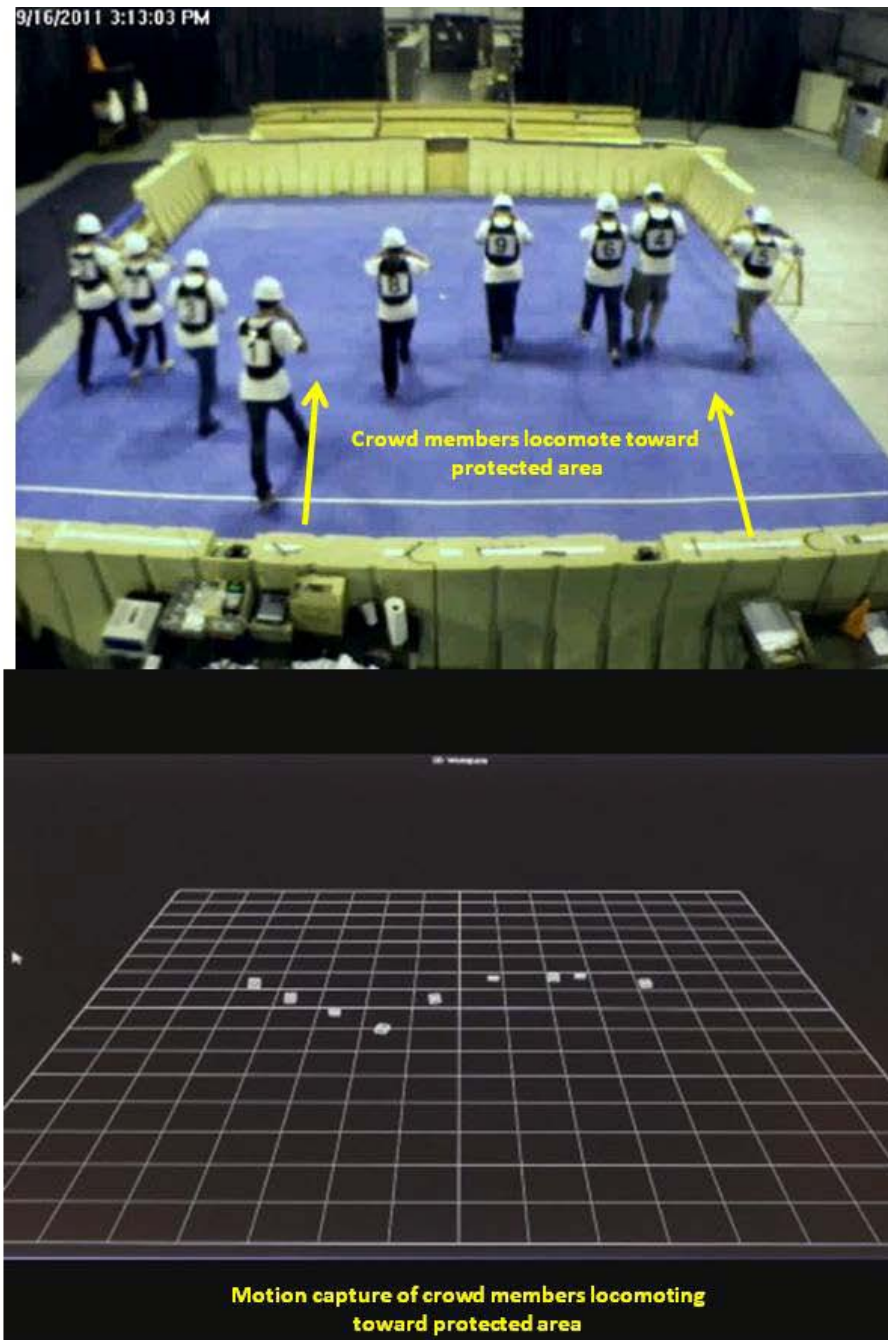 9/16/2011 3:13:03 PM
9
6
4
5
8
3
1
Crowd members locomote toward
protected area
Motion capture of crowd members locomoting
toward protected area